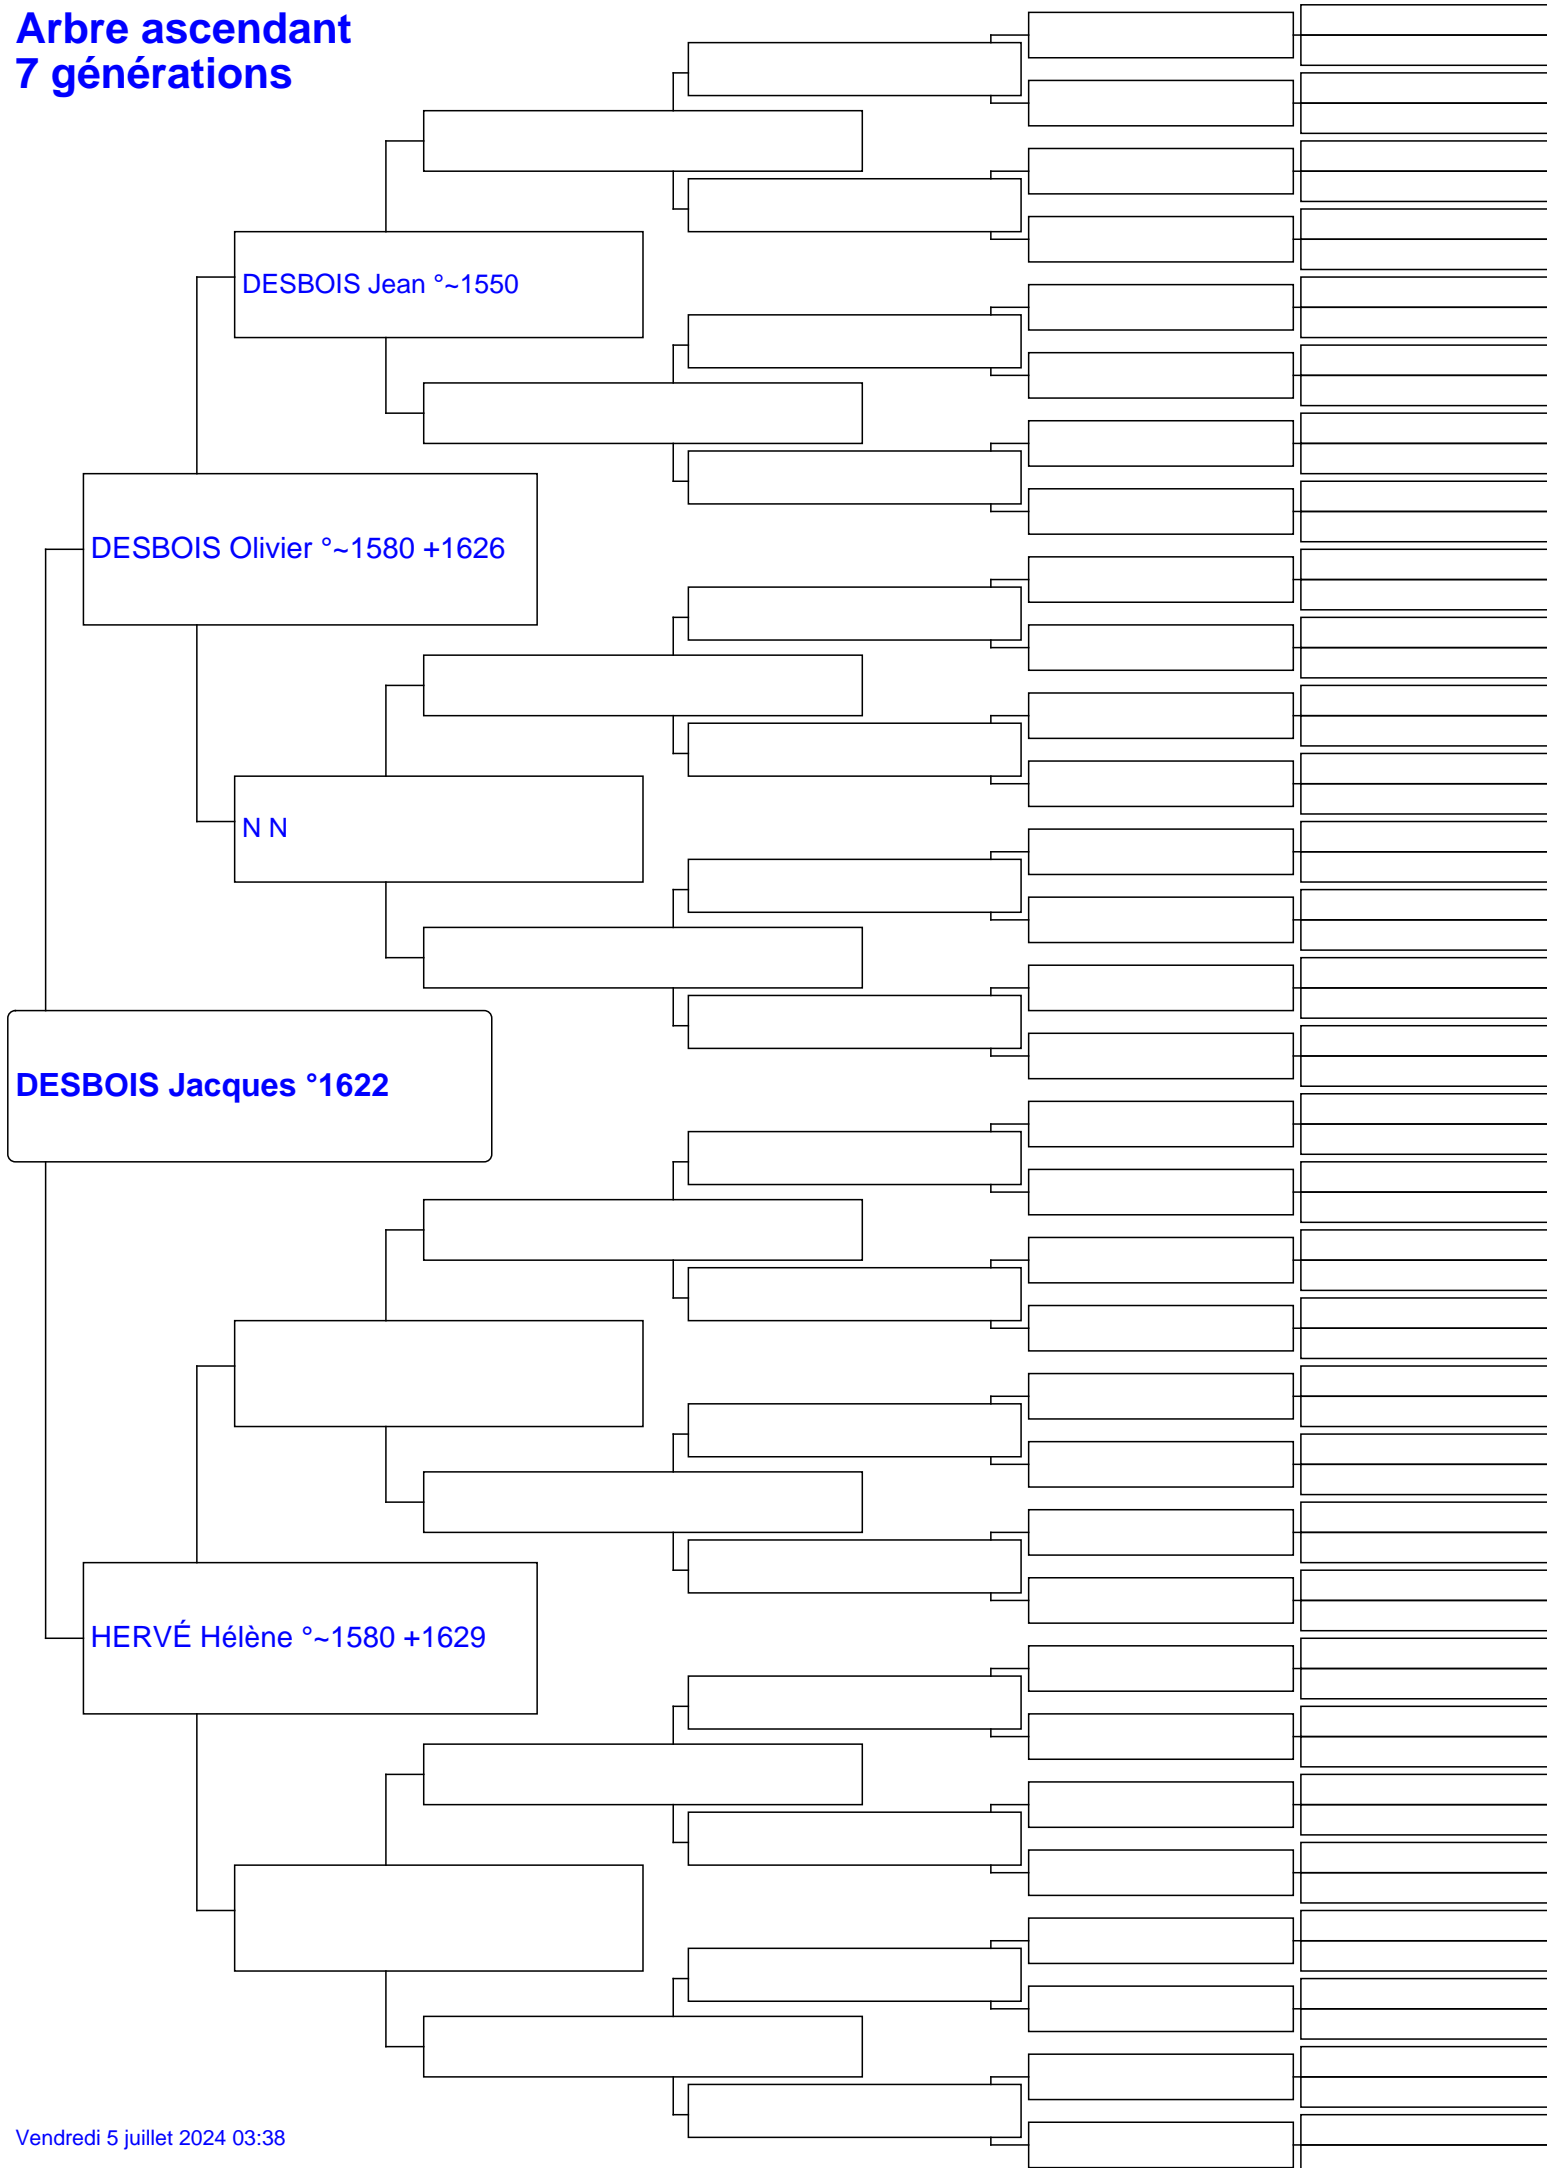 Arbre ascendant
7 générations
DESBOIS Jean °~1550
DESBOIS Olivier °~1580 +1626
N N
DESBOIS Jacques °1622
HERVÉ Hélène °~1580 +1629
Vendredi 5 juillet 2024 03:38